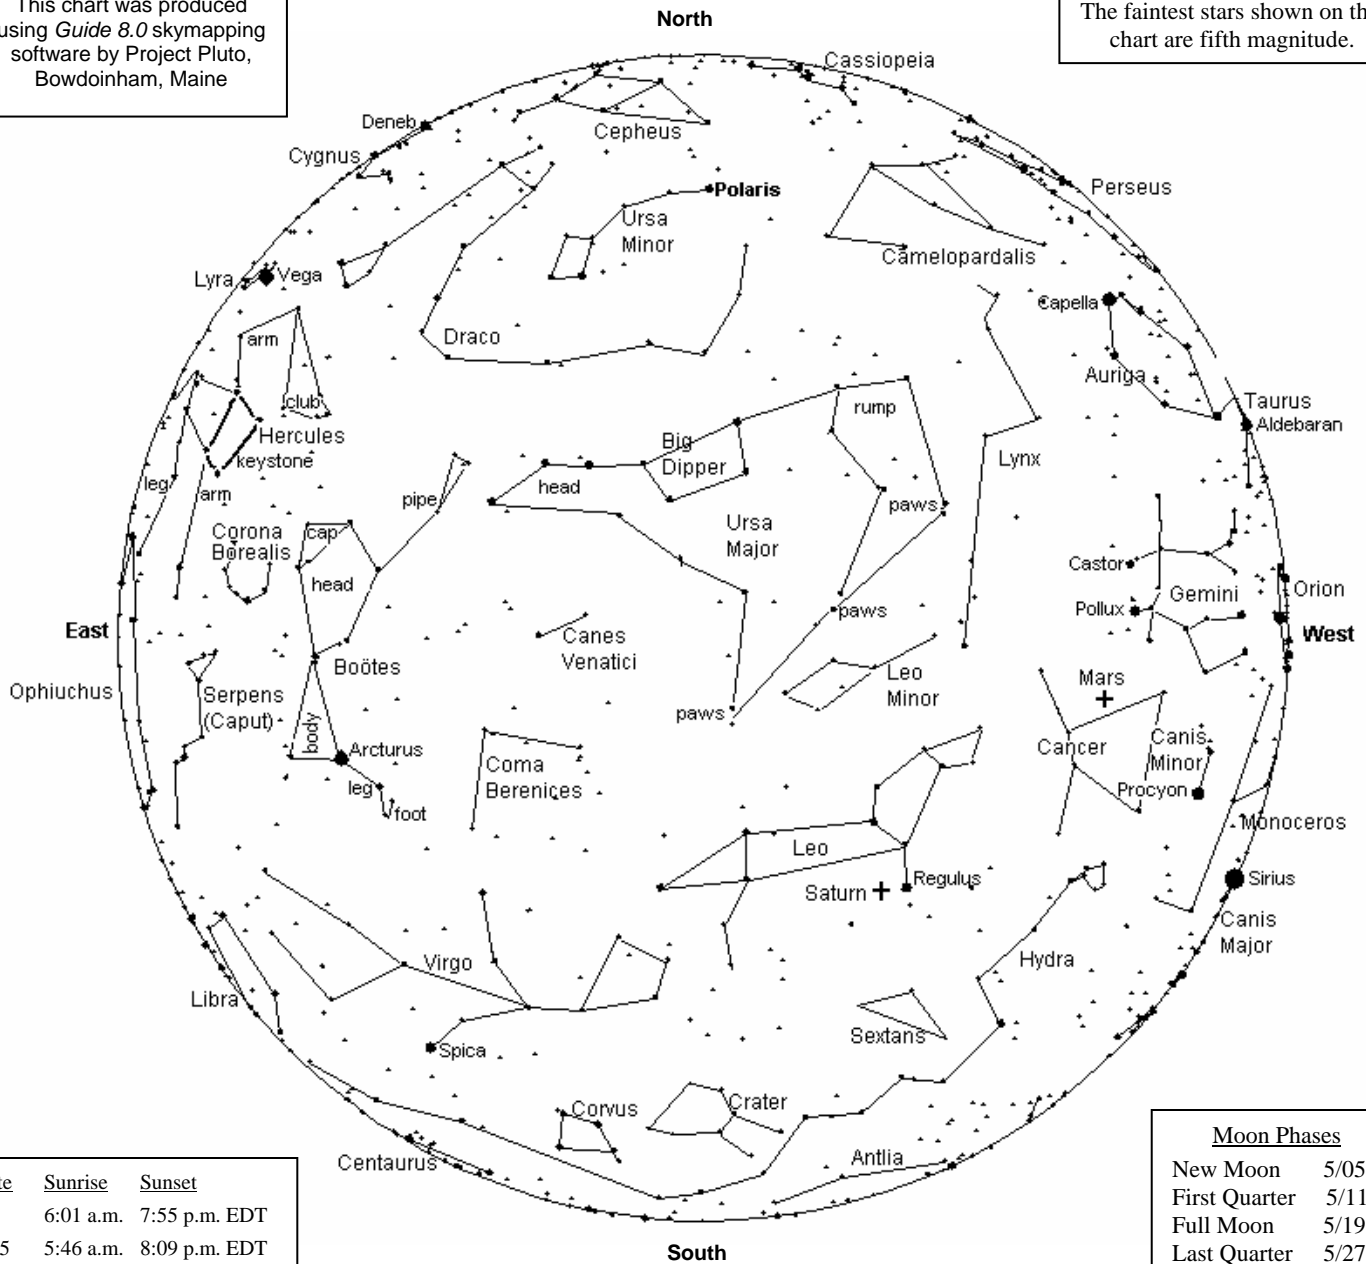 This chart was produced
using Guide 8.0 skymapping
software by Project Pluto,
Bowdoinham, Maine
North
The faintest stars shown on
chart are fifth magnitude.
Cassiopeia
Deneb
Cepheus
Cygnus
Perseus
Polaris
Ursa
Minor
Camelopardalis
Lyra
Vega
Capella
Draco
arm
Auriga
club
rump
Taurus
Aldebaran
Hercules
keystone
Big
Dipper
Lynx
leg
arm
head
pipe
paws
Corona
Borealis
cap
Ursa
Major
head
Castor
Gemini
Orion
Pollux
paws
East
West
Canes
Venatici
Boötes
Leo
Minor
Mars
Ophiuchus
Serpens
(Caput)
paws
body
Arcturus
Coma
Berenices
Cancer
Canis
Minor
leg
foot
Procyon
Monoceros
Leo
Saturn
Regulus
Sirius
Canis
Major
Virgo
Hydra
Libra
Sextans
Spica
Corvus
Crater
Centaurus
Antlia
Sunrise Sunset
6:01 a.m. 7:55 p.m. EDT
5 5:46 a.m. 8:09 p.m. EDT
Moon Phases
New Moon 5/05
First Quarter 5/11
Full Moon 5/19
Last Quarter 5/27
South